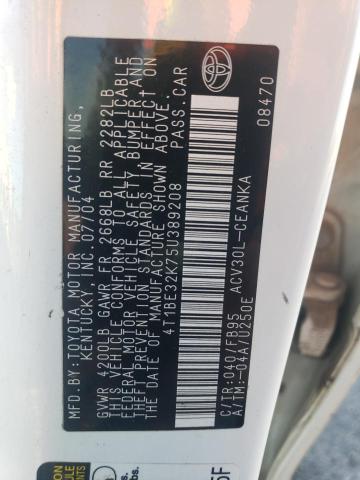 MFD. BY: TOYOTA MOTOR MANUFACTURING,
KENTUCKY, INC. 07/04
GVWR 4200LB GAWR FR 2668LB RR 2282LB
THIS VEHICLE CONFORMS TO ALL APPLICABLE
FEDERAL MOTOR VEHICLE SAFETY, BUMPER AND
THEFT PREVENTION STANDARDS IN EFFECT ON
THE DATE OF MANUFACTURE SHOWN ABOVE.
4T1BE32K75U389208 PASS.CAR
C/TR:040/FB95 ACV30L-CEANKA
A/TM:-04A/U250E
TOYOTA
08470
5F